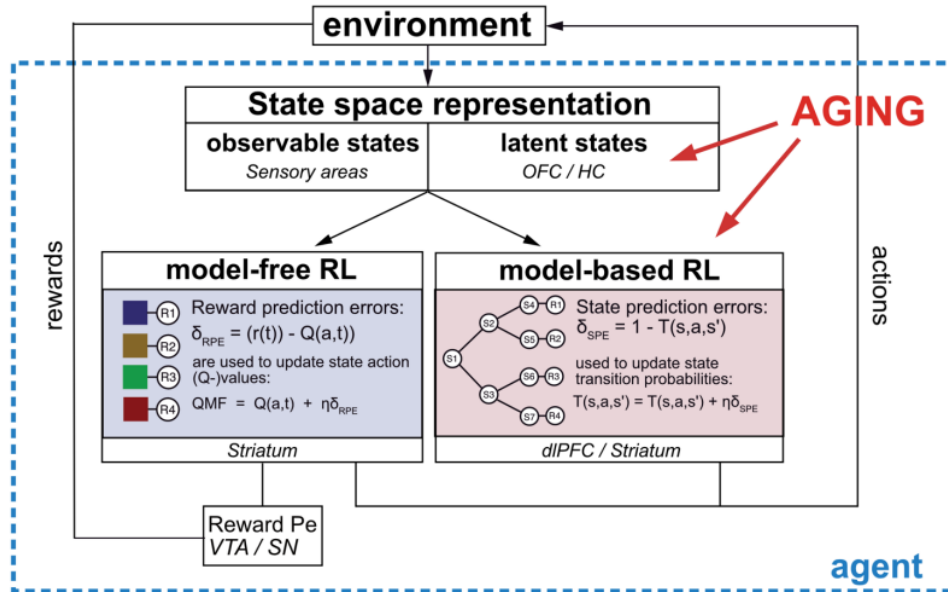 environment
State space representation
observable states
Sensory areas
latent states
OFC / HC
AGING
rewards
actions
model-free RL
R1
R2
R3
R4
Reward prediction errors:
δRPE = (r(t)) - Q(a,t))
are used to update state action
(Q-)values:
QMF = Q(a,t) + ηδRPE
Striatum
model-based RL
S1
S2
S3
S4
S5
S6
S7
R1
R2
R3
R4
State prediction errors:
δSPE = 1 - T(s,a,s')
used to update state
transition probabilities:
T(s,a,s') = T(s,a,s') + ηδSPE
dlPFC / Striatum
Reward Pe
VTA / SN
agent